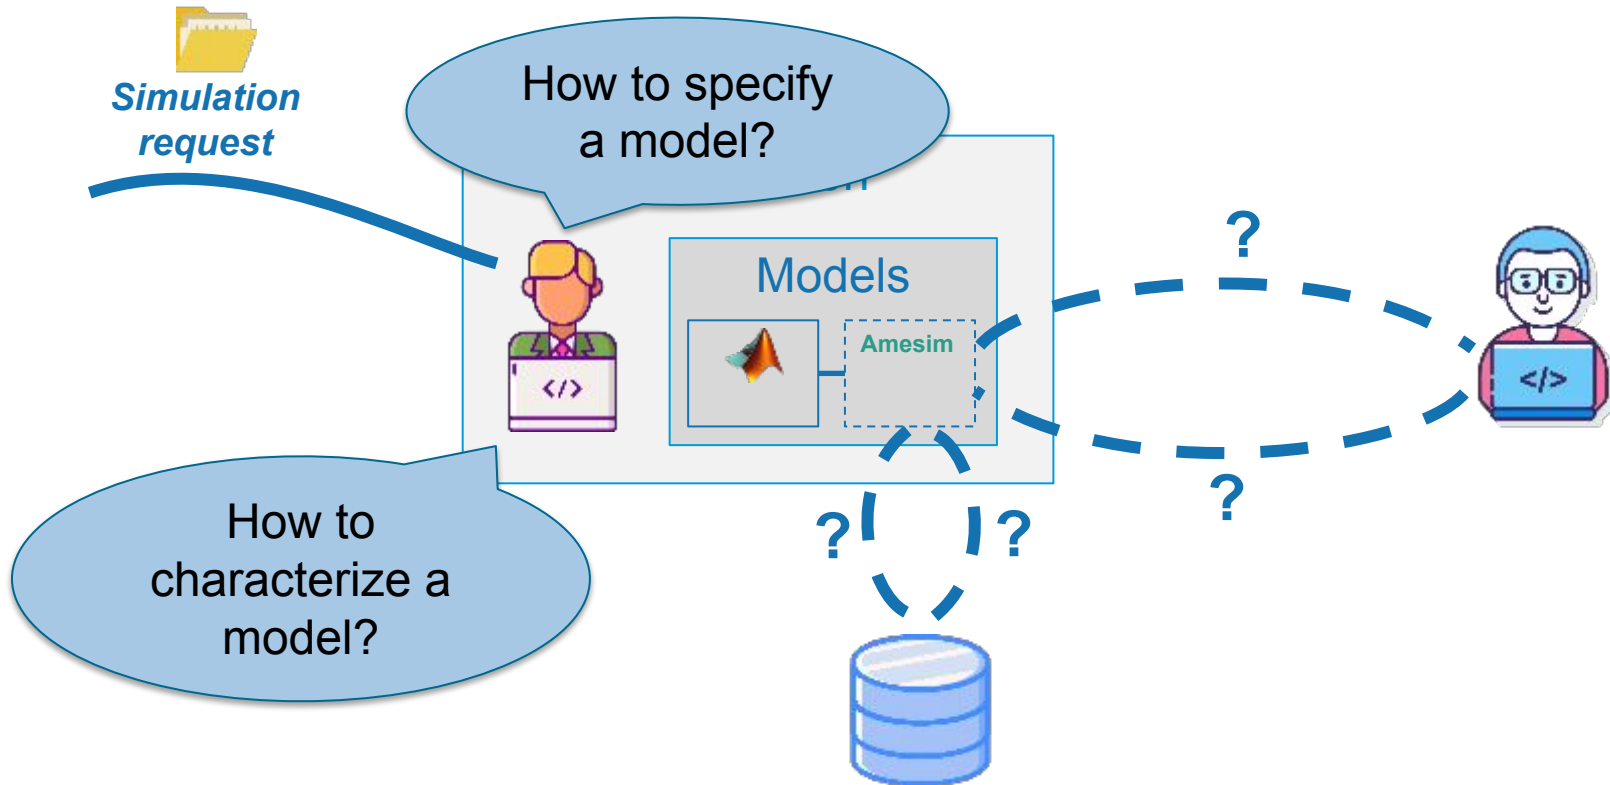 Simulation
request
How to specify
a model?
Models
Amesim
</>
</>
?
?
?
?
How to
characterize a
model?